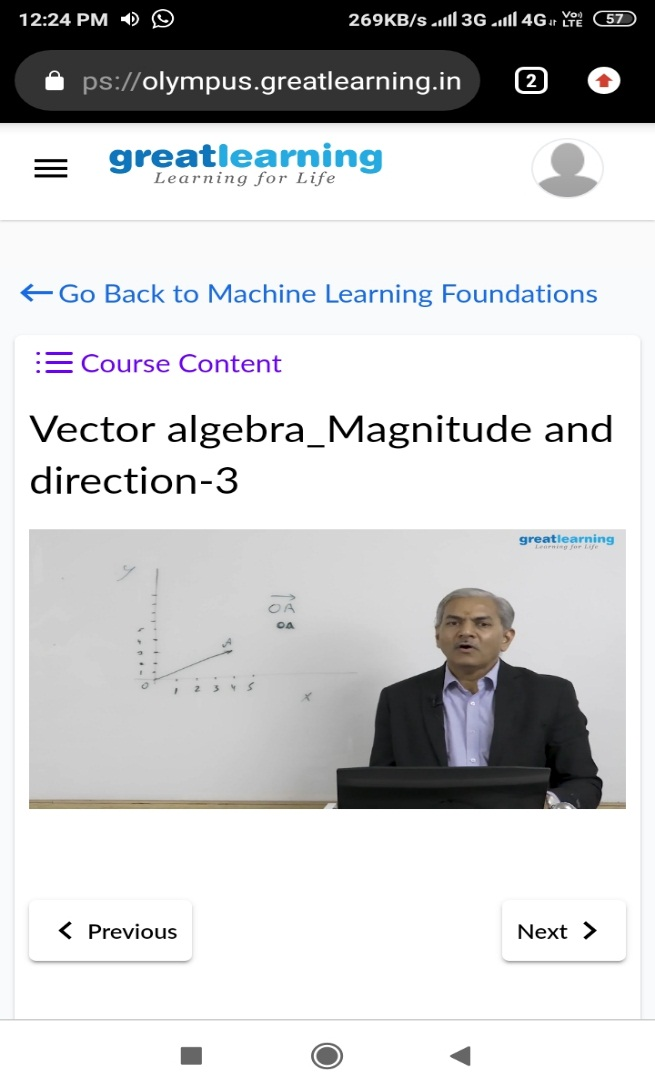 12:24 PM 269KB/s 3G 4G Vo) LTE 57
ps://olympus.greatlearning.in 2
greatlearning
Learning for Life
Go Back to Machine Learning Foundations
Course Content
Vector algebra_Magnitude and
direction-3
greatlearning
Learning for Life
y
OA
OA
A
0 1 2 3 4 5
x
Previous Next